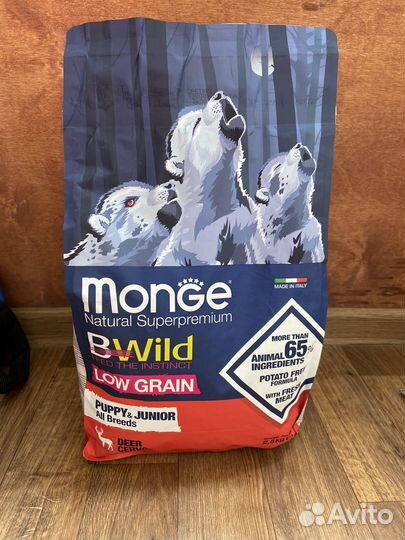 MADE IN ITALY
MONGE
Natural Superpremium
BWild
FEED THE INSTINCT
LOW GRAIN
MORE THAN
65%
ANIMAL
INGREDIENTS
POTATO FREE
FORMULA
WITH FRESH
MEAT
PUPPY & JUNIOR
All Breeds
DEER
Avito